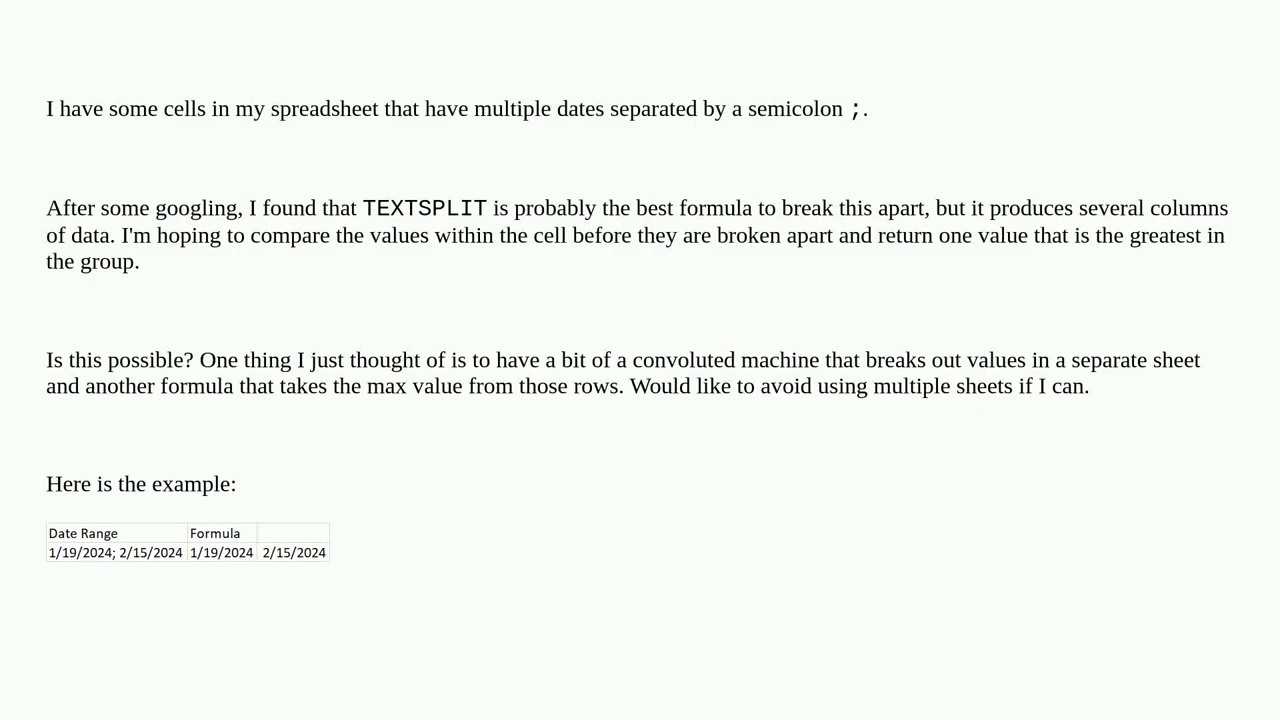 I have some cells in my spreadsheet that have multiple dates separated by a semicolon ;.
After some googling, I found that TEXTSPLIT is probably the best formula to break this apart, but it produces several columns
of data. I'm hoping to compare the values within the cell before they are broken apart and return one value that is the greatest in
the group.
Is this possible? One thing I just thought of is to have a bit of a convoluted machine that breaks out values in a separate sheet
and another formula that takes the max value from those rows. Would like to avoid using multiple sheets if I can.
Here is the example:
Date Range Formula
1/19/2024; 2/15/2024 1/19/2024 2/15/2024